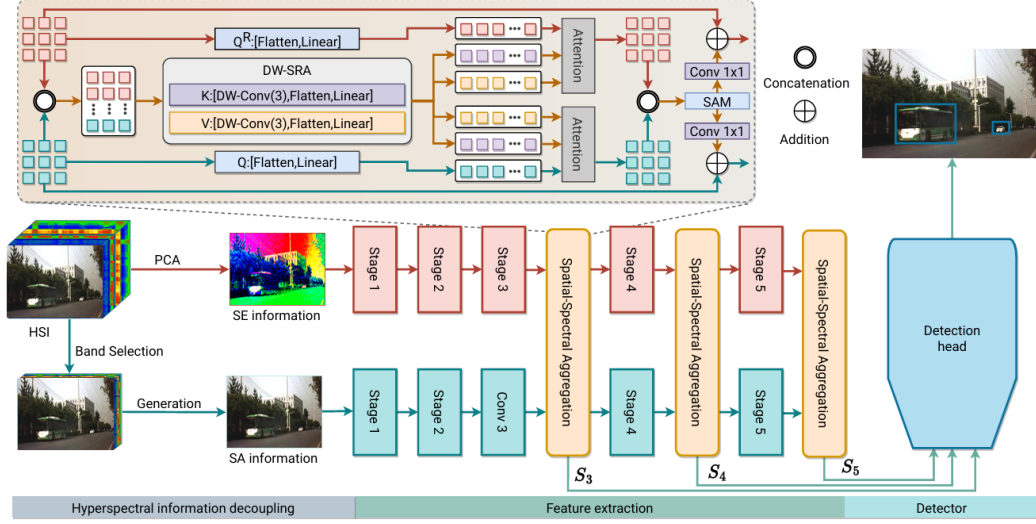 Q^R:[Flatten,Linear]
DW-SRA
K:[DW-Conv(3),Flatten,Linear]
V:[DW-Conv(3),Flatten,Linear]
Q:[Flatten,Linear]
Attention
Attention
Conv 1x1
SAM
Conv 1x1
Concatenation
Addition
HSI
PCA
SE information
Band Selection
Generation
SA information
Stage 1
Stage 2
Stage 3
Spatial-Spectral Aggregation
Stage 4
Spatial-Spectral Aggregation
Stage 5
Spatial-Spectral Aggregation
Stage 1
Stage 2
Conv 3
Stage 4
Stage 5
S3
S4
S5
Detection
head
Hyperspectral information decoupling
Feature extraction
Detector